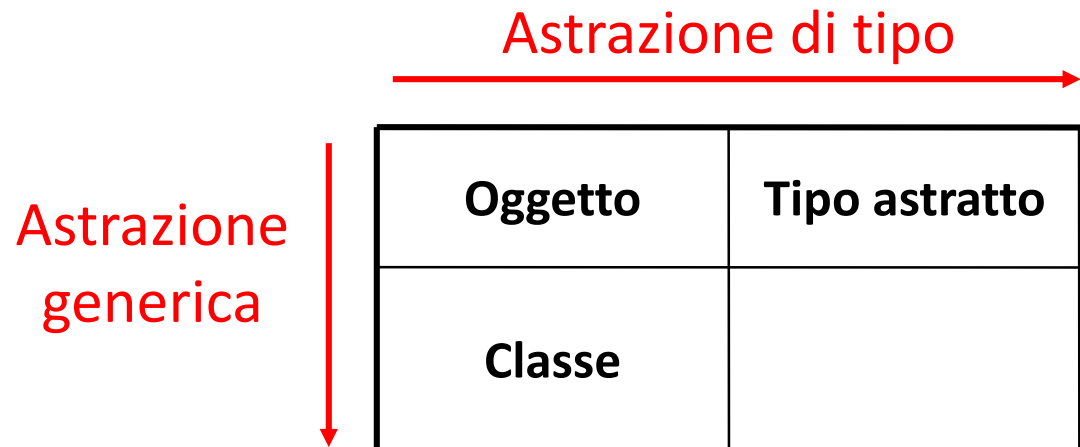 Astrazione di tipo
Oggetto
Tipo astratto
Astrazione
generica
Classe